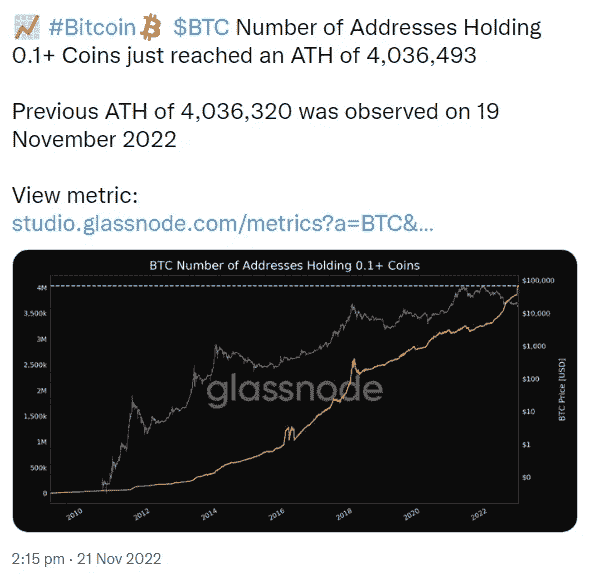 #Bitcoin $BTC Number of Addresses Holding
0.1+ Coins just reached an ATH of 4,036,493
Previous ATH of 4,036,320 was observed on 19
November 2022
View metric:
studio.glassnode.com/metrics?a=BTC&...
BTC Number of Addresses Holding 0.1+ Coins
4M
3,500k
3M
2,500k
2M
1,500k
1M
500k
0
$100,000
$10,000
$1,000
$100
$10
$1
$0
BTC Price [USD]
glassnode
2010
2012
2014
2016
2018
2020
2022
2:15 pm · 21 Nov 2022